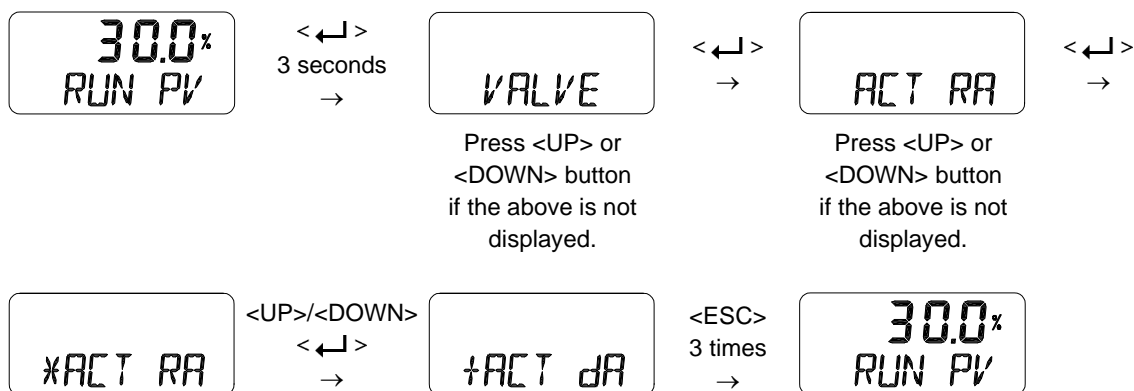 30.0%
RUN PV
<↵>
3 seconds
→
VALVE
Press <UP> or
<DOWN> button
if the above is not
displayed.
<↵>
→
ACT RA
Press <UP> or
<DOWN> button
if the above is not
displayed.
<↵>
→
*ACT RA
<UP>/<DOWN>
<↵>
→
+ACT dA
<ESC>
3 times
→
30.0%
RUN PV